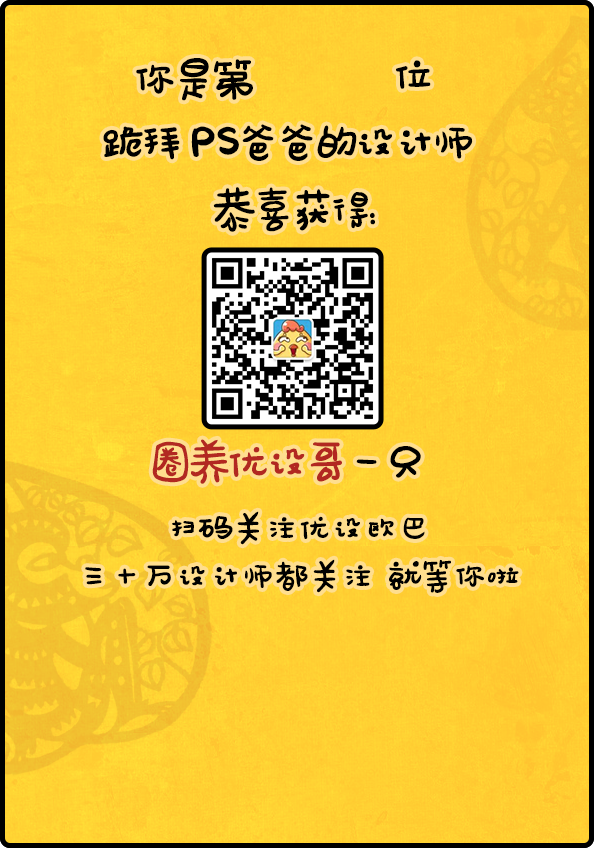 你是第 位
跪拜PS爸爸的设计师
恭喜获得:
圈养优设哥一只
扫码关注优设欧巴
三十万设计师都关注 就等你啦